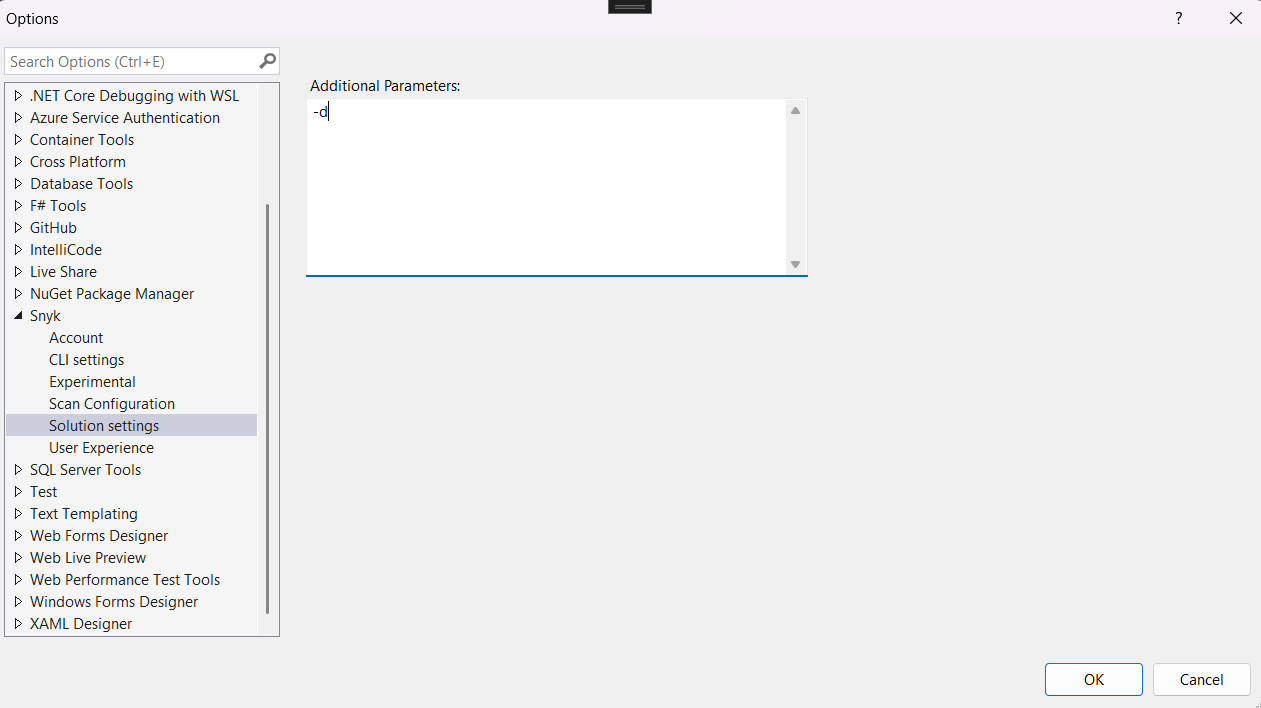 Options
?
Search Options (Ctrl+E)
.NET Core Debugging with WSL
Azure Service Authentication
Container Tools
Cross Platform
Database Tools
F# Tools
GitHub
IntelliCode
Live Share
NuGet Package Manager
Snyk
Account
CLI settings
Experimental
Scan Configuration
Solution settings
User Experience
SQL Server Tools
Test
Text Templating
Web Forms Designer
Web Live Preview
Web Performance Test Tools
Windows Forms Designer
XAML Designer
Additional Parameters:
-d
OK
Cancel